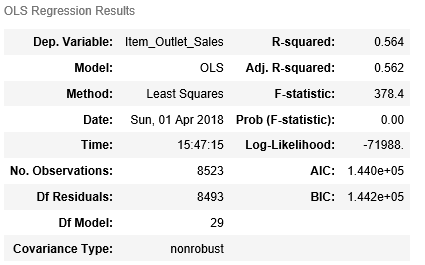 OLS Regression Results
Dep. Variable: Item_Outlet_Sales R-squared: 0.564
Model: OLS Adj. R-squared: 0.562
Method: Least Squares F-statistic: 378.4
Date: Sun, 01 Apr 2018 Prob (F-statistic): 0.00
Time: 15:47:15 Log-Likelihood: -71988.
No. Observations: 8523 AIC: 1.440e+05
Df Residuals: 8493 BIC: 1.442e+05
Df Model: 29
Covariance Type: nonrobust